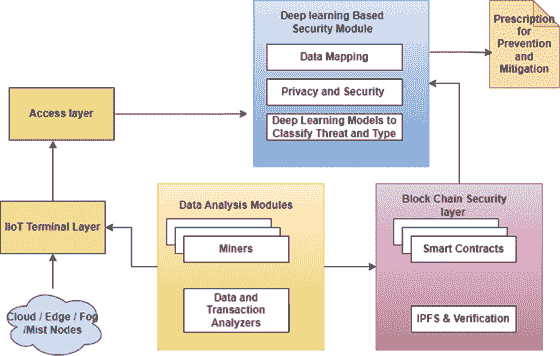 Deep learning Based
Security Module
Data Mapping
Privacy and Security
Deep Learning Models to
Classify Threat and Type
Prescription
for
Prevention
and
Mitigation
Access layer
IIoT Terminal Layer
Cloud / Edge / Fog
/Mist Nodes
Data Analysis Modules
Miners
Data and
Transaction
Analyzers
Block Chain Security
layer
Smart Contracts
IPFS & Verification